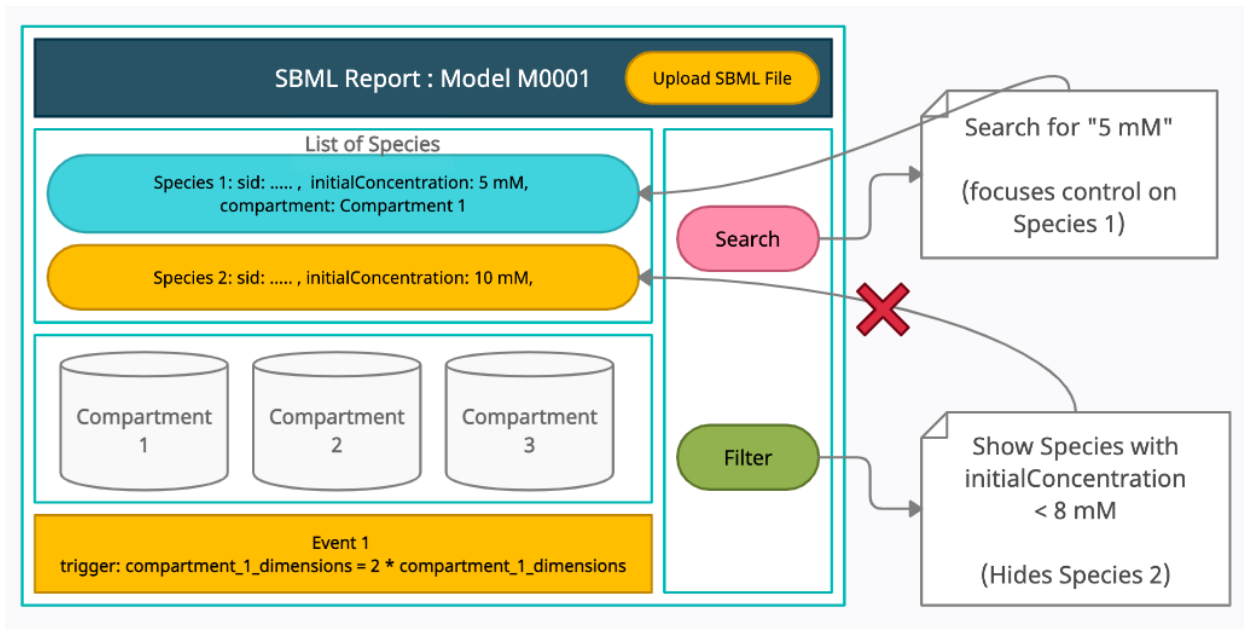 SBML Report : Model M0001
Upload SBML File
List of Species
Species 1: sid: ..... ,  initialConcentration: 5 mM,
compartment: Compartment 1
Species 2: sid: ..... , initialConcentration: 10 mM,
Compartment
1
Compartment
2
Compartment
3
Event 1
trigger: compartment_1_dimensions = 2 * compartment_1_dimensions
Search
Filter
Search for "5 mM"
(focuses control on
Species 1)
Show Species with
initialConcentration
< 8 mM
(Hides Species 2)